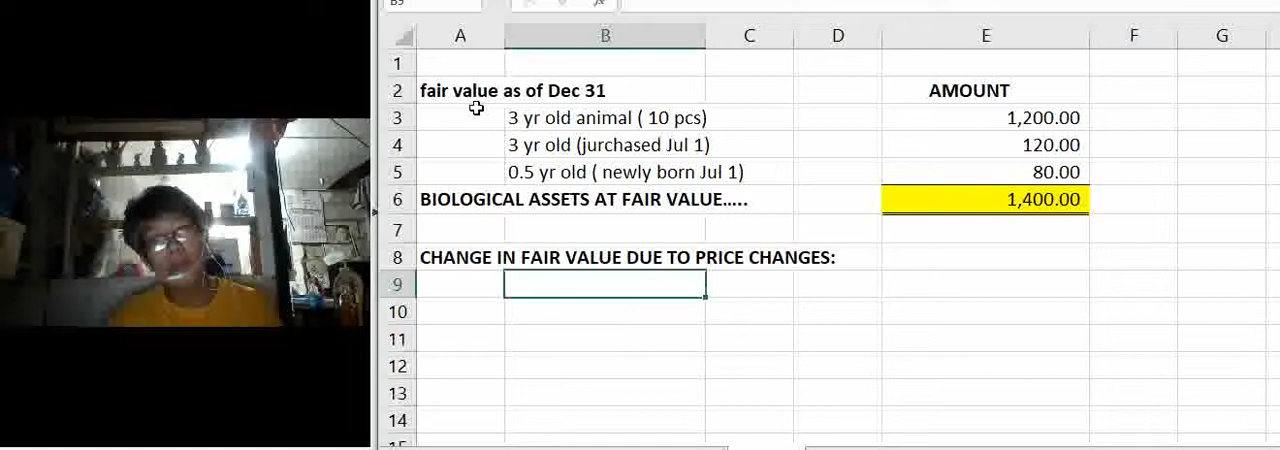 B9
A B C D E F G
1
2 fair value as of Dec 31 AMOUNT
3 3 yr old animal ( 10 pcs) 1,200.00
4 3 yr old (jurchased Jul 1) 120.00
5 0.5 yr old ( newly born Jul 1) 80.00
6 BIOLOGICAL ASSETS AT FAIR VALUE..... 1,400.00
7
8 CHANGE IN FAIR VALUE DUE TO PRICE CHANGES:
9
10
11
12
13
14
15